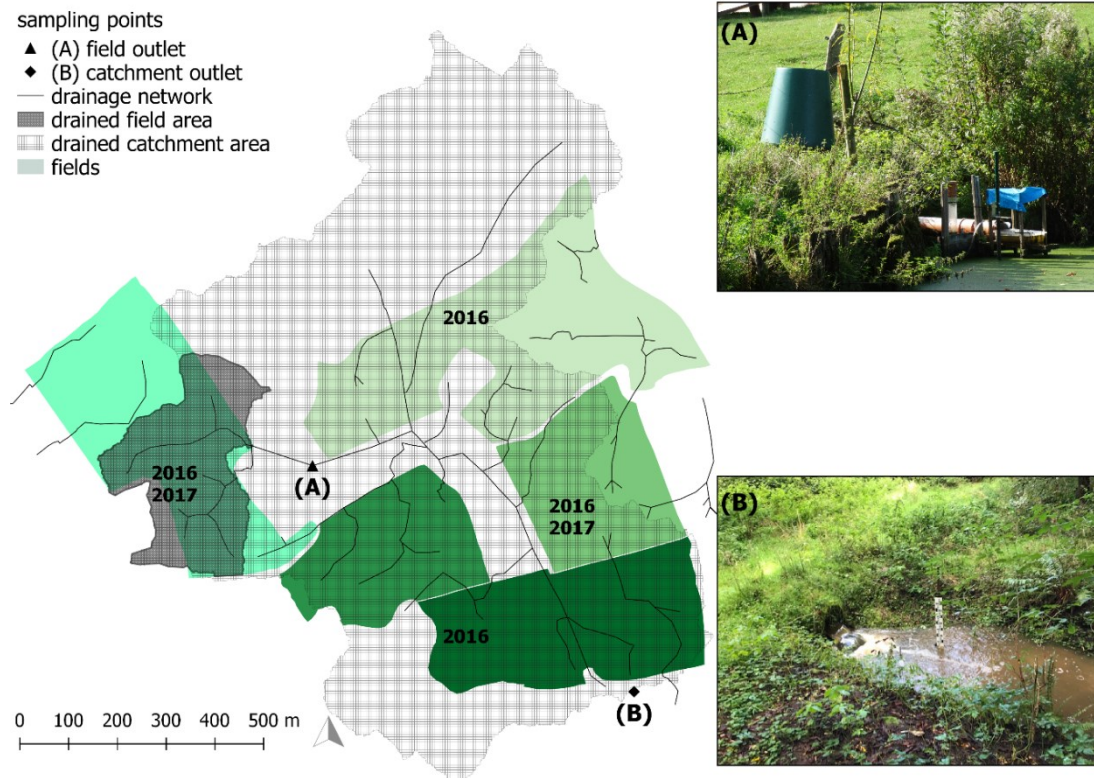 sampling points
(A) field outlet
(B) catchment outlet
drainage network
drained field area
drained catchment area
fields
2016
2016
2017
(A)
2016
2017
2016
(B)
0 100 200 300 400 500 m
(A)
(B)